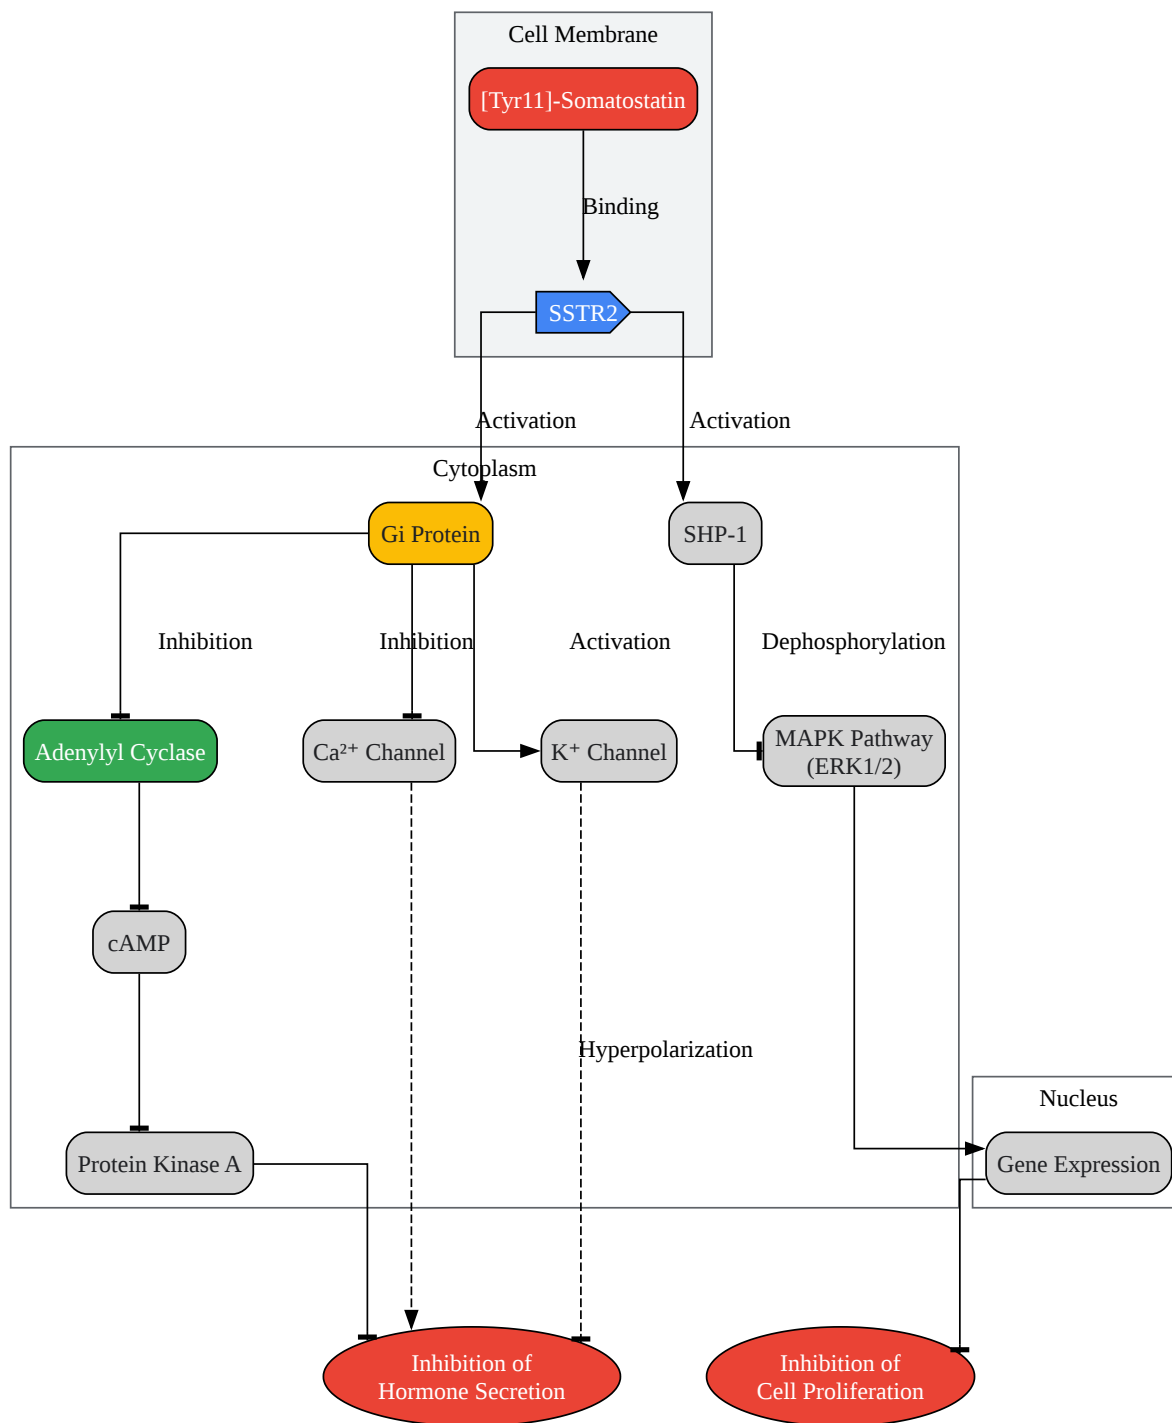 Cell Membrane
[Tyr11]-Somatostatin
Binding
SSTR2
Activation
Activation
Cytoplasm
Gi Protein
SHP-1
Inhibition
Inhibition
Activation
Dephosphorylation
Adenylyl Cyclase
Ca²⁺ Channel
K⁺ Channel
MAPK Pathway
(ERK1/2)
cAMP
Hyperpolarization
Nucleus
Protein Kinase A
Gene Expression
Inhibition of
Hormone Secretion
Inhibition of
Cell Proliferation